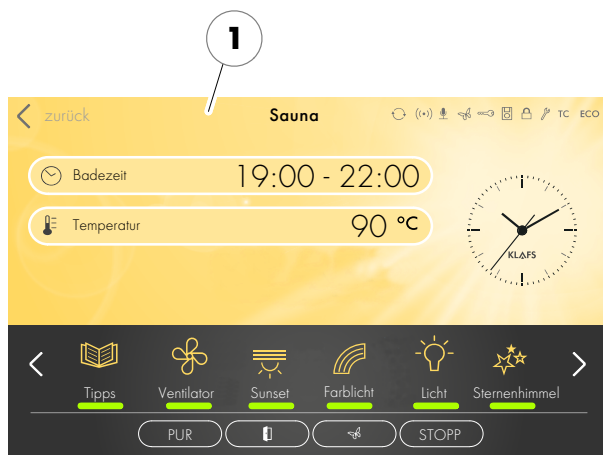 1
zurück Sauna TC ECO
Badezeit 19:00 - 22:00
Temperatur 90 °C
KLAFS
Tipps Ventilator Sunset Farblicht Licht Sternenhimmel
PUR STOPP